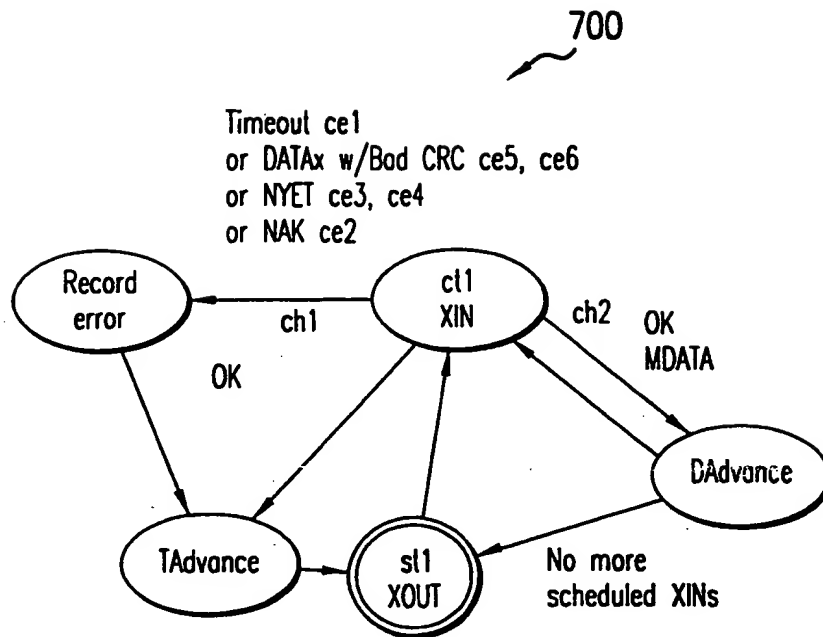 700
Timeout ce1
or DATAx w/Bad CRC ce5, ce6
or NYET ce3, ce4
or NAK ce2
Record
error
ch1
ct1
XIN
ch2
OK
MDATA
OK
DAdvance
TAdvance
st1
XOUT
No more
scheduled XINs